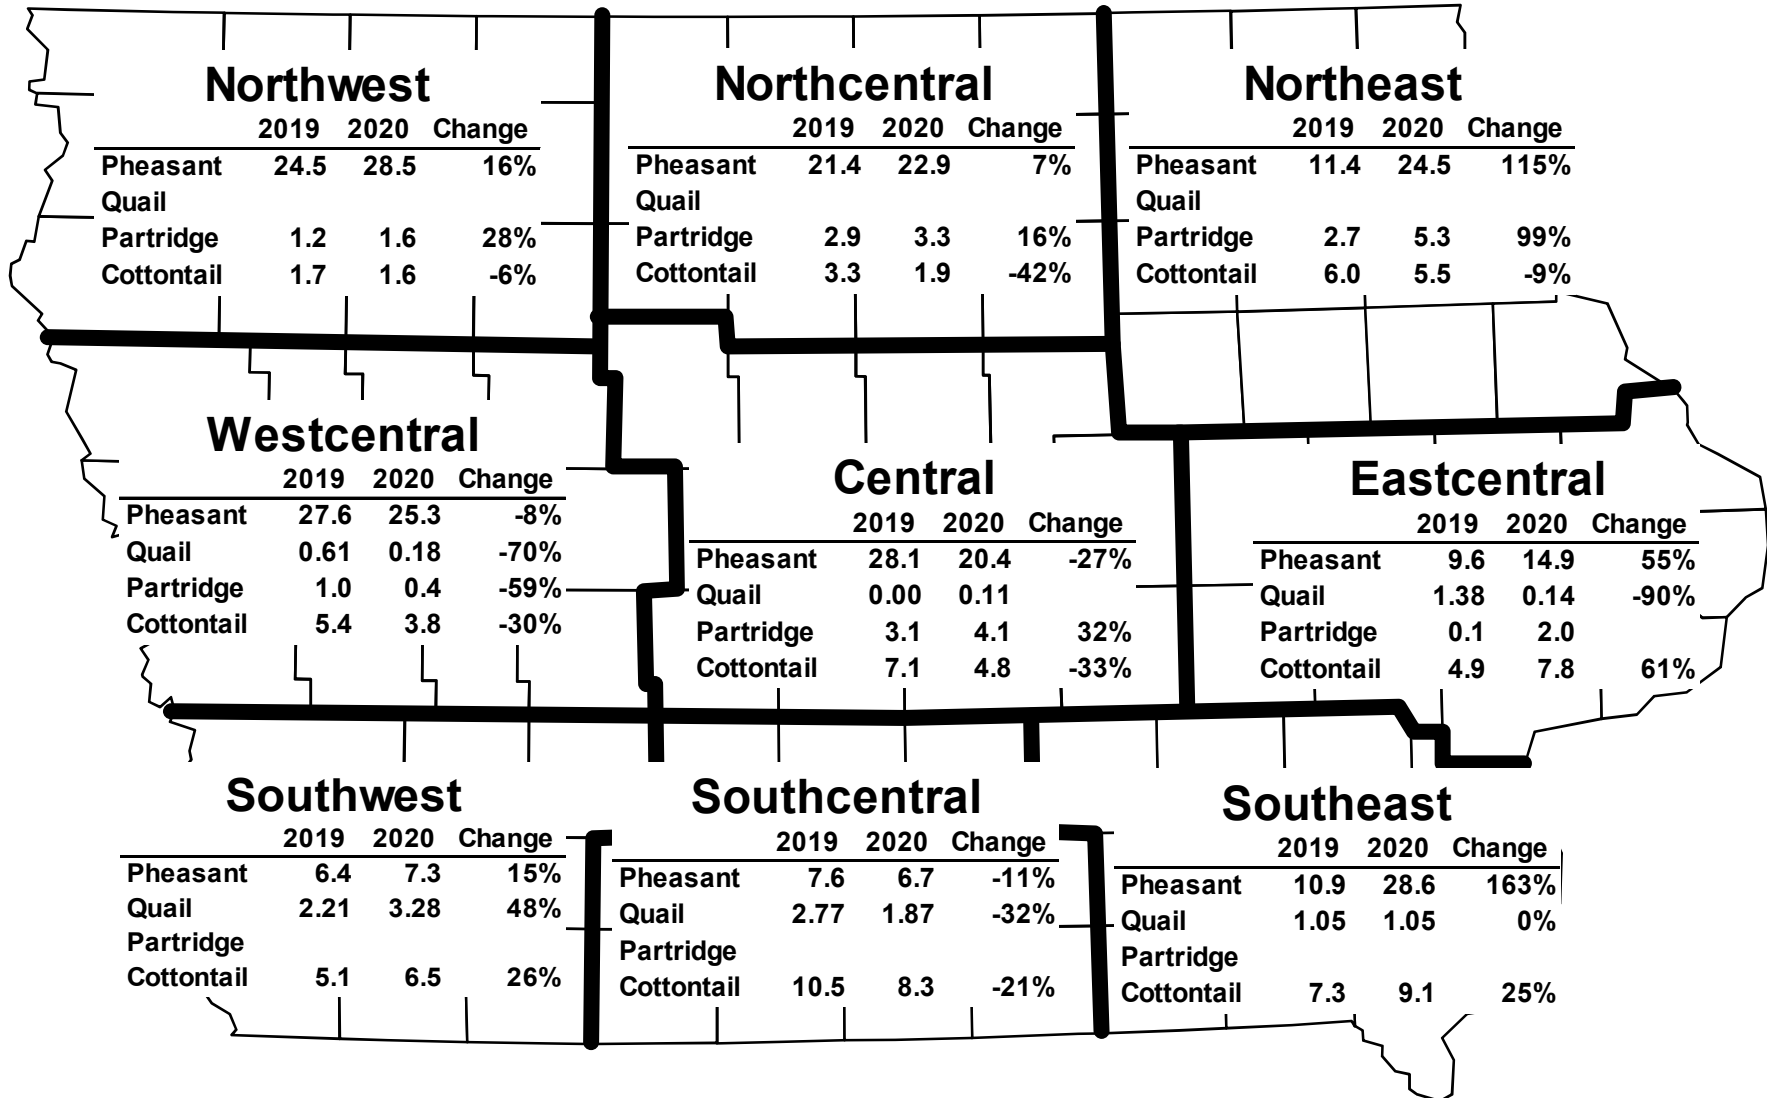 Northwest
2019 2020 Change
Pheasant 24.5 28.5 16%
Quail
Partridge 1.2 1.6 28%
Cottontail 1.7 1.6 -6%
Northcentral
2019 2020 Change
Pheasant 21.4 22.9 7%
Quail
Partridge 2.9 3.3 16%
Cottontail 3.3 1.9 -42%
Northeast
2019 2020 Change
Pheasant 11.4 24.5 115%
Quail
Partridge 2.7 5.3 99%
Cottontail 6.0 5.5 -9%
Westcentral
2019 2020 Change
Pheasant 27.6 25.3 -8%
Quail 0.61 0.18 -70%
Partridge 1.0 0.4 -59%
Cottontail 5.4 3.8 -30%
Central
2019 2020 Change
Pheasant 28.1 20.4 -27%
Quail 0.00 0.11
Partridge 3.1 4.1 32%
Cottontail 7.1 4.8 -33%
Eastcentral
2019 2020 Change
Pheasant 9.6 14.9 55%
Quail 1.38 0.14 -90%
Partridge 0.1 2.0
Cottontail 4.9 7.8 61%
Southwest
2019 2020 Change
Pheasant 6.4 7.3 15%
Quail 2.21 3.28 48%
Partridge
Cottontail 5.1 6.5 26%
Southcentral
2019 2020 Change
Pheasant 7.6 6.7 -11%
Quail 2.77 1.87 -32%
Partridge
Cottontail 10.5 8.3 -21%
Southeast
2019 2020 Change
Pheasant 10.9 28.6 163%
Quail 1.05 1.05 0%
Partridge
Cottontail 7.3 9.1 25%